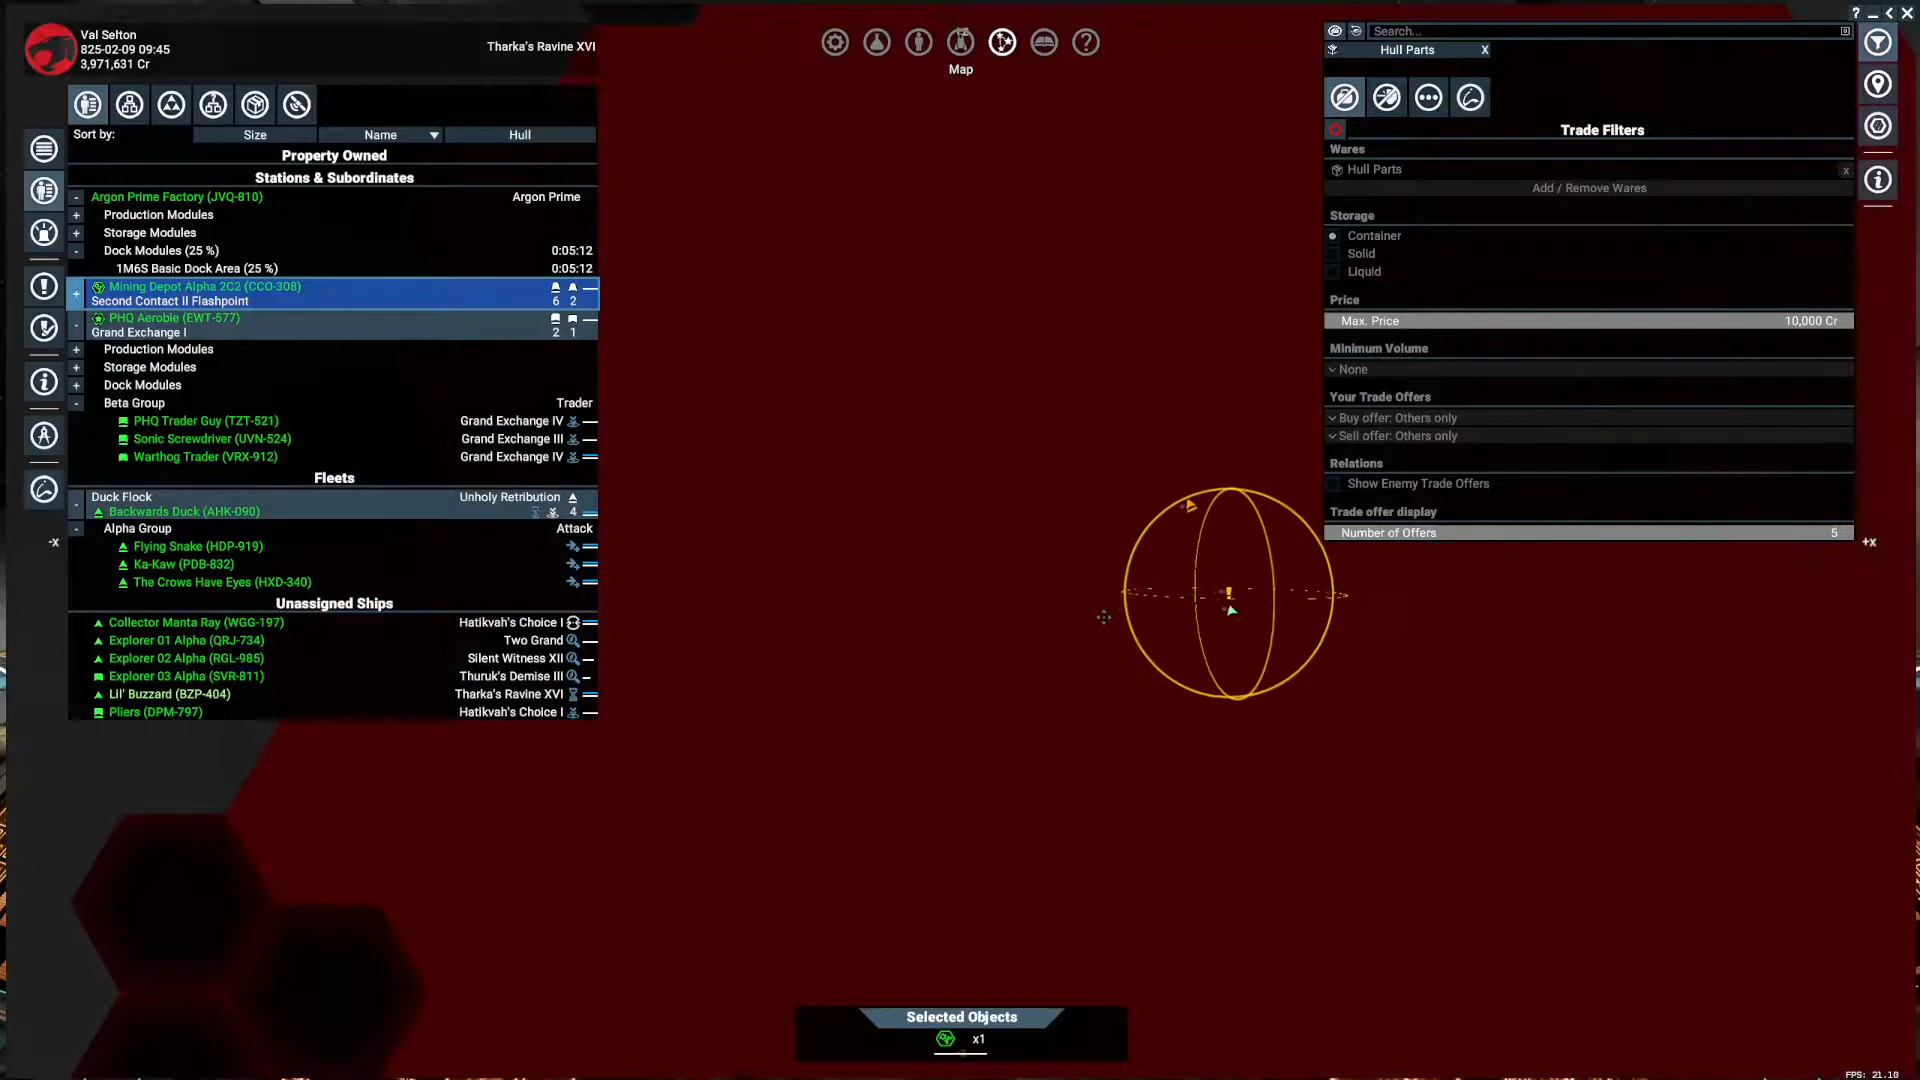 Val Selton
825-02-09 09:45
3,971,631 Cr
Tharka's Ravine XVI
Map
Sort by:
Size
Name
Hull
Property Owned
Stations & Subordinates
Argon Prime Factory (JVQ-810)
Argon Prime
Production Modules
Storage Modules
Dock Modules (25 %)
0:05:12
1M6S Basic Dock Area (25 %)
0:05:12
Mining Depot Alpha 2C2 (CCO-308)
Second Contact II Flashpoint
6 2
PHQ Aerobie (EWT-577)
Grand Exchange I
2 1
Production Modules
Storage Modules
Dock Modules
Beta Group
Trader
PHQ Trader Guy (TZT-521)
Grand Exchange IV
Sonic Screwdriver (UVN-524)
Grand Exchange III
Warthog Trader (VRX-912)
Grand Exchange IV
Fleets
Duck Flock
Unholy Retribution
Backwards Duck (AHK-090)
4
Alpha Group
Attack
Flying Snake (HDP-919)
Ka-Kaw (PDB-832)
The Crows Have Eyes (HXD-340)
Unassigned Ships
Collector Manta Ray (WGG-197)
Hatikvah's Choice I
Explorer 01 Alpha (QRJ-734)
Two Grand
Explorer 02 Alpha (RGL-985)
Silent Witness XII
Explorer 03 Alpha (SVR-811)
Thuruk's Demise III
Lil' Buzzard (BZP-404)
Tharka's Ravine XVI
Pliers (DPM-797)
Hatikvah's Choice I
-x
Search...
Hull Parts
X
Trade Filters
Wares
Hull Parts
x
Add / Remove Wares
Storage
Container
Solid
Liquid
Price
Max. Price
10,000 Cr
Minimum Volume
None
Your Trade Offers
Buy offer: Others only
Sell offer: Others only
Relations
Show Enemy Trade Offers
Trade offer display
Number of Offers
5
+x
Selected Objects
x1
FPS: 21.10